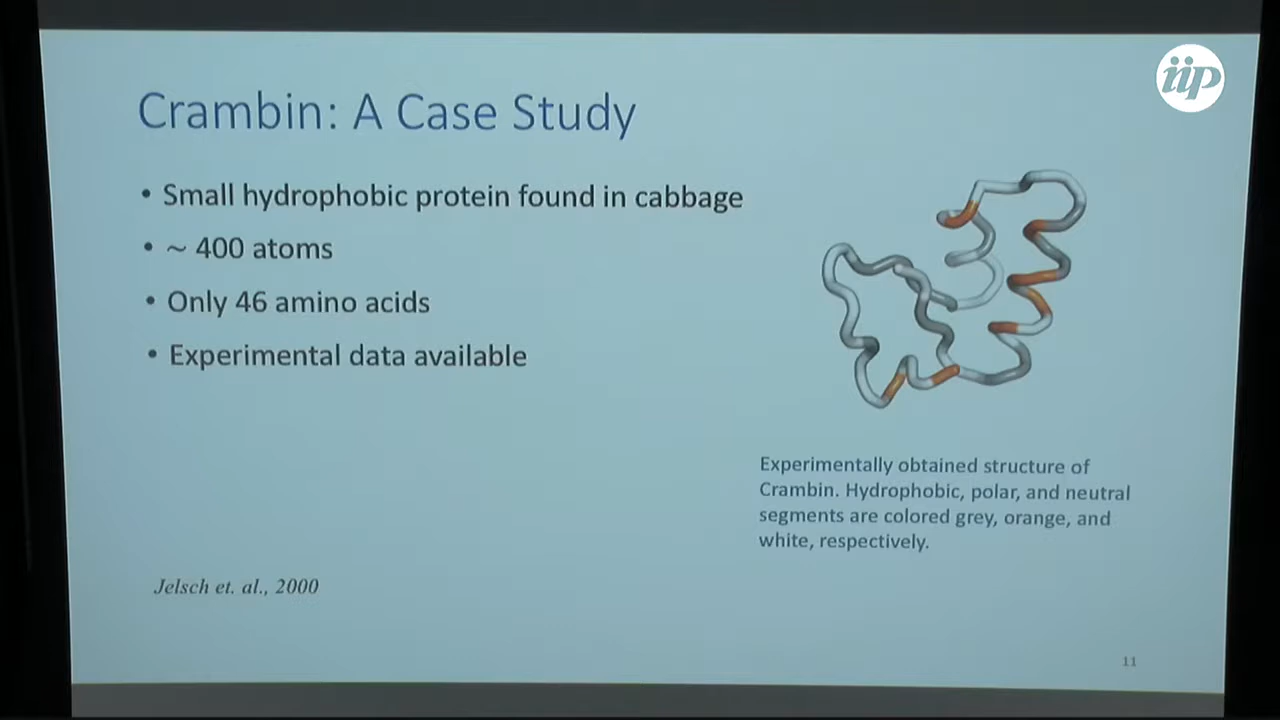 iip
Crambin: A Case Study
• Small hydrophobic protein found in cabbage
• ~ 400 atoms
• Only 46 amino acids
• Experimental data available
Experimentally obtained structure of
Crambin. Hydrophobic, polar, and neutral
segments are colored grey, orange, and
white, respectively.
Jelsch et. al., 2000
11